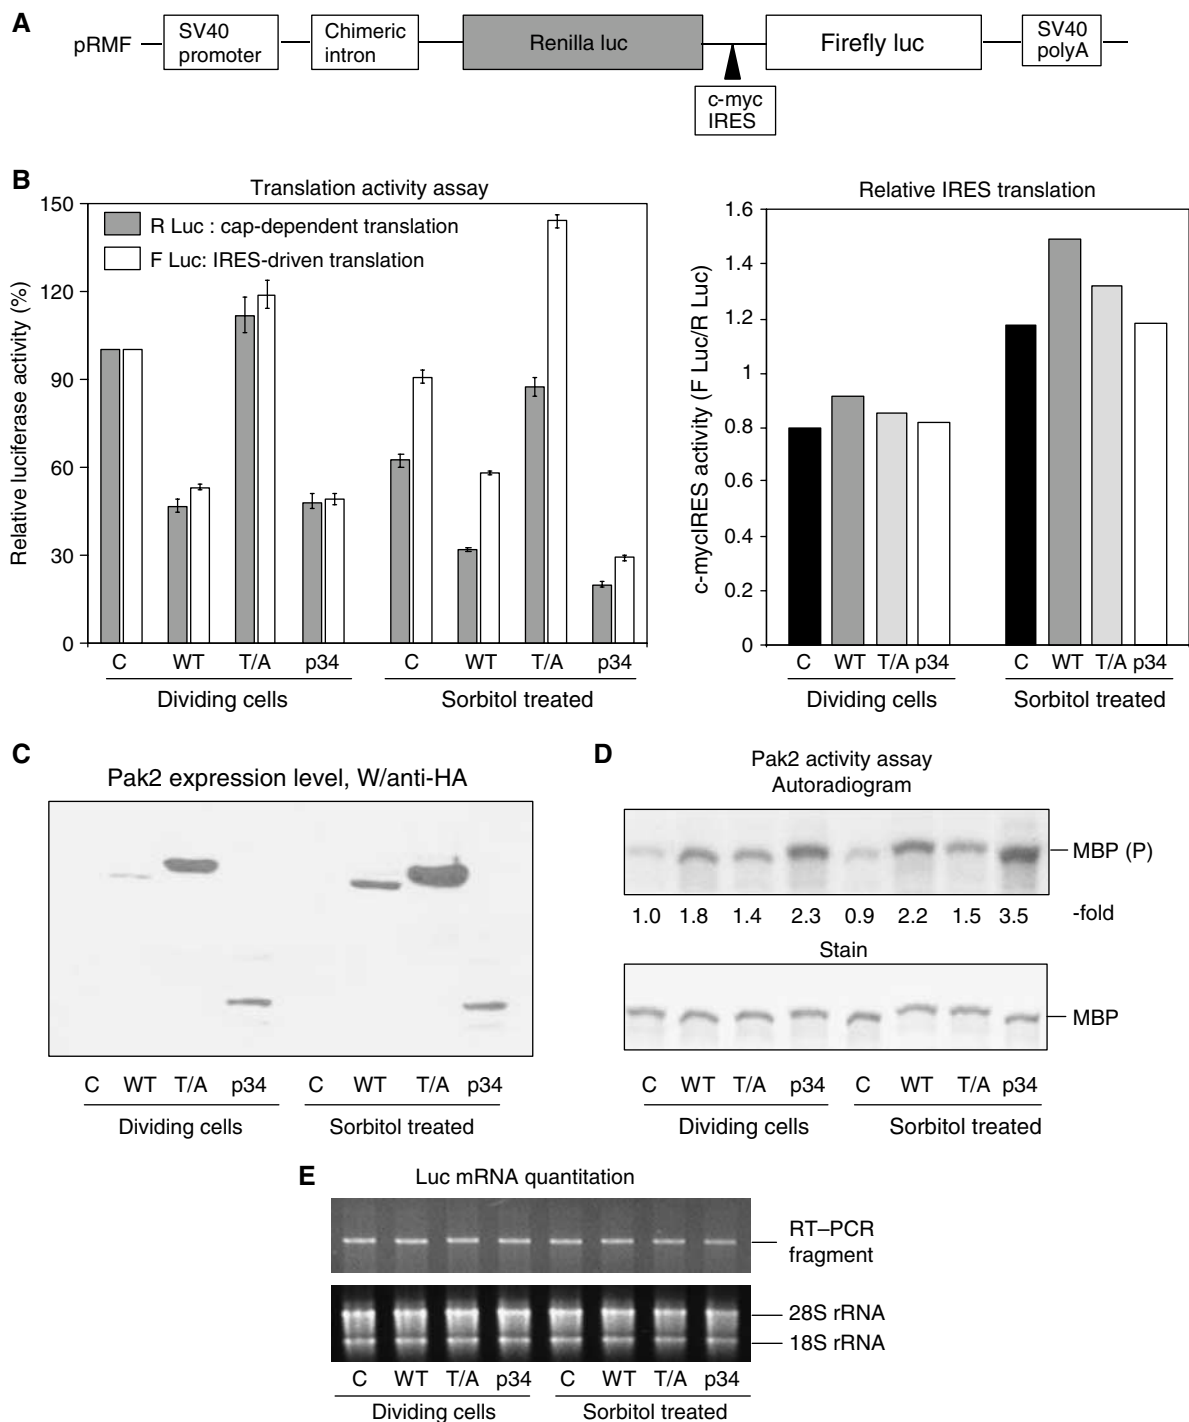 A
pRMF
SV40
promoter
Chimeric
intron
Renilla luc
Firefly luc
SV40
polyA
c-myc
IRES
B
Translation activity assay
R Luc : cap-dependent translation
F Luc: IRES-driven translation
Relative luciferase activity (%)
150
120
90
60
30
0
C WT T/A p34 C WT T/A p34
Dividing cells Sorbitol treated
Relative IRES translation
c-mycIRES activity (F Luc/R Luc)
1.6
1.4
1.2
1
0.8
0.6
0.4
0.2
0
C WT T/A p34 C WT T/A p34
Dividing cells Sorbitol treated
C
Pak2 expression level, W/anti-HA
C WT T/A p34 C WT T/A p34
Dividing cells Sorbitol treated
D
Pak2 activity assay
Autoradiogram
MBP (P)
1.0 1.8 1.4 2.3 0.9 2.2 1.5 3.5 -fold
Stain
MBP
C WT T/A p34 C WT T/A p34
Dividing cells Sorbitol treated
E
Luc mRNA quantitation
RT–PCR
fragment
28S rRNA
18S rRNA
C WT T/A p34 C WT T/A p34
Dividing cells Sorbitol treated